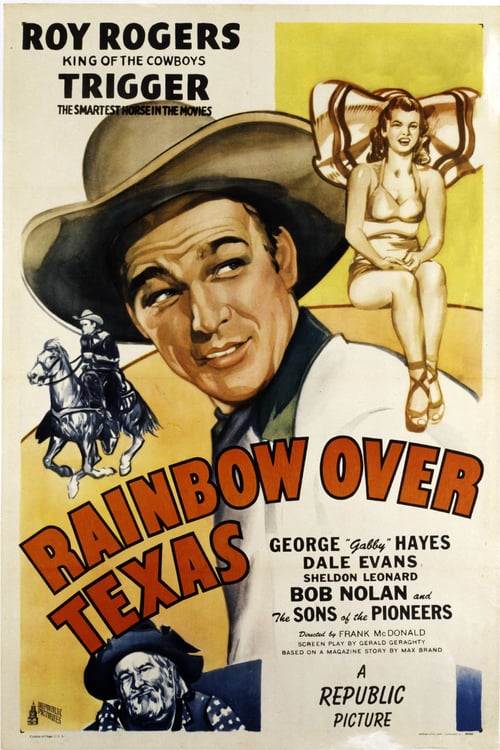 ROY ROGERS
KING OF THE COWBOYS
TRIGGER
THE SMARTEST HORSE IN THE MOVIES
RAINBOW OVER
TEXAS
GEORGE "Gabby" HAYES
DALE EVANS
SHELDON LEONARD
BOB NOLAN and
The SONS of the PIONEERS
Directed by FRANK McDONALD
SCREEN PLAY BY GERALD GERAGHTY
BASED ON A MAGAZINE STORY BY MAX BRAND
A
REPUBLIC
PICTURE
REPUBLIC
PICTURES